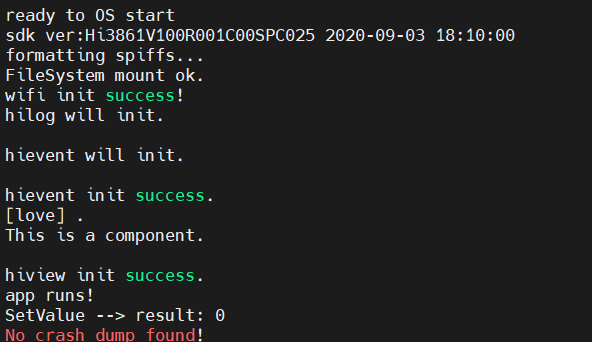 ready to OS start
sdk ver:Hi3861V100R001C00SPC025 2020-09-03 18:10:00
formatting spiffs...
FileSystem mount ok.
wifi init success!
hilog will init.
hievent will init.
hievent init success.
[love] .
This is a component.
hiview init success.
app runs!
SetValue --> result: 0
No crash dump found!